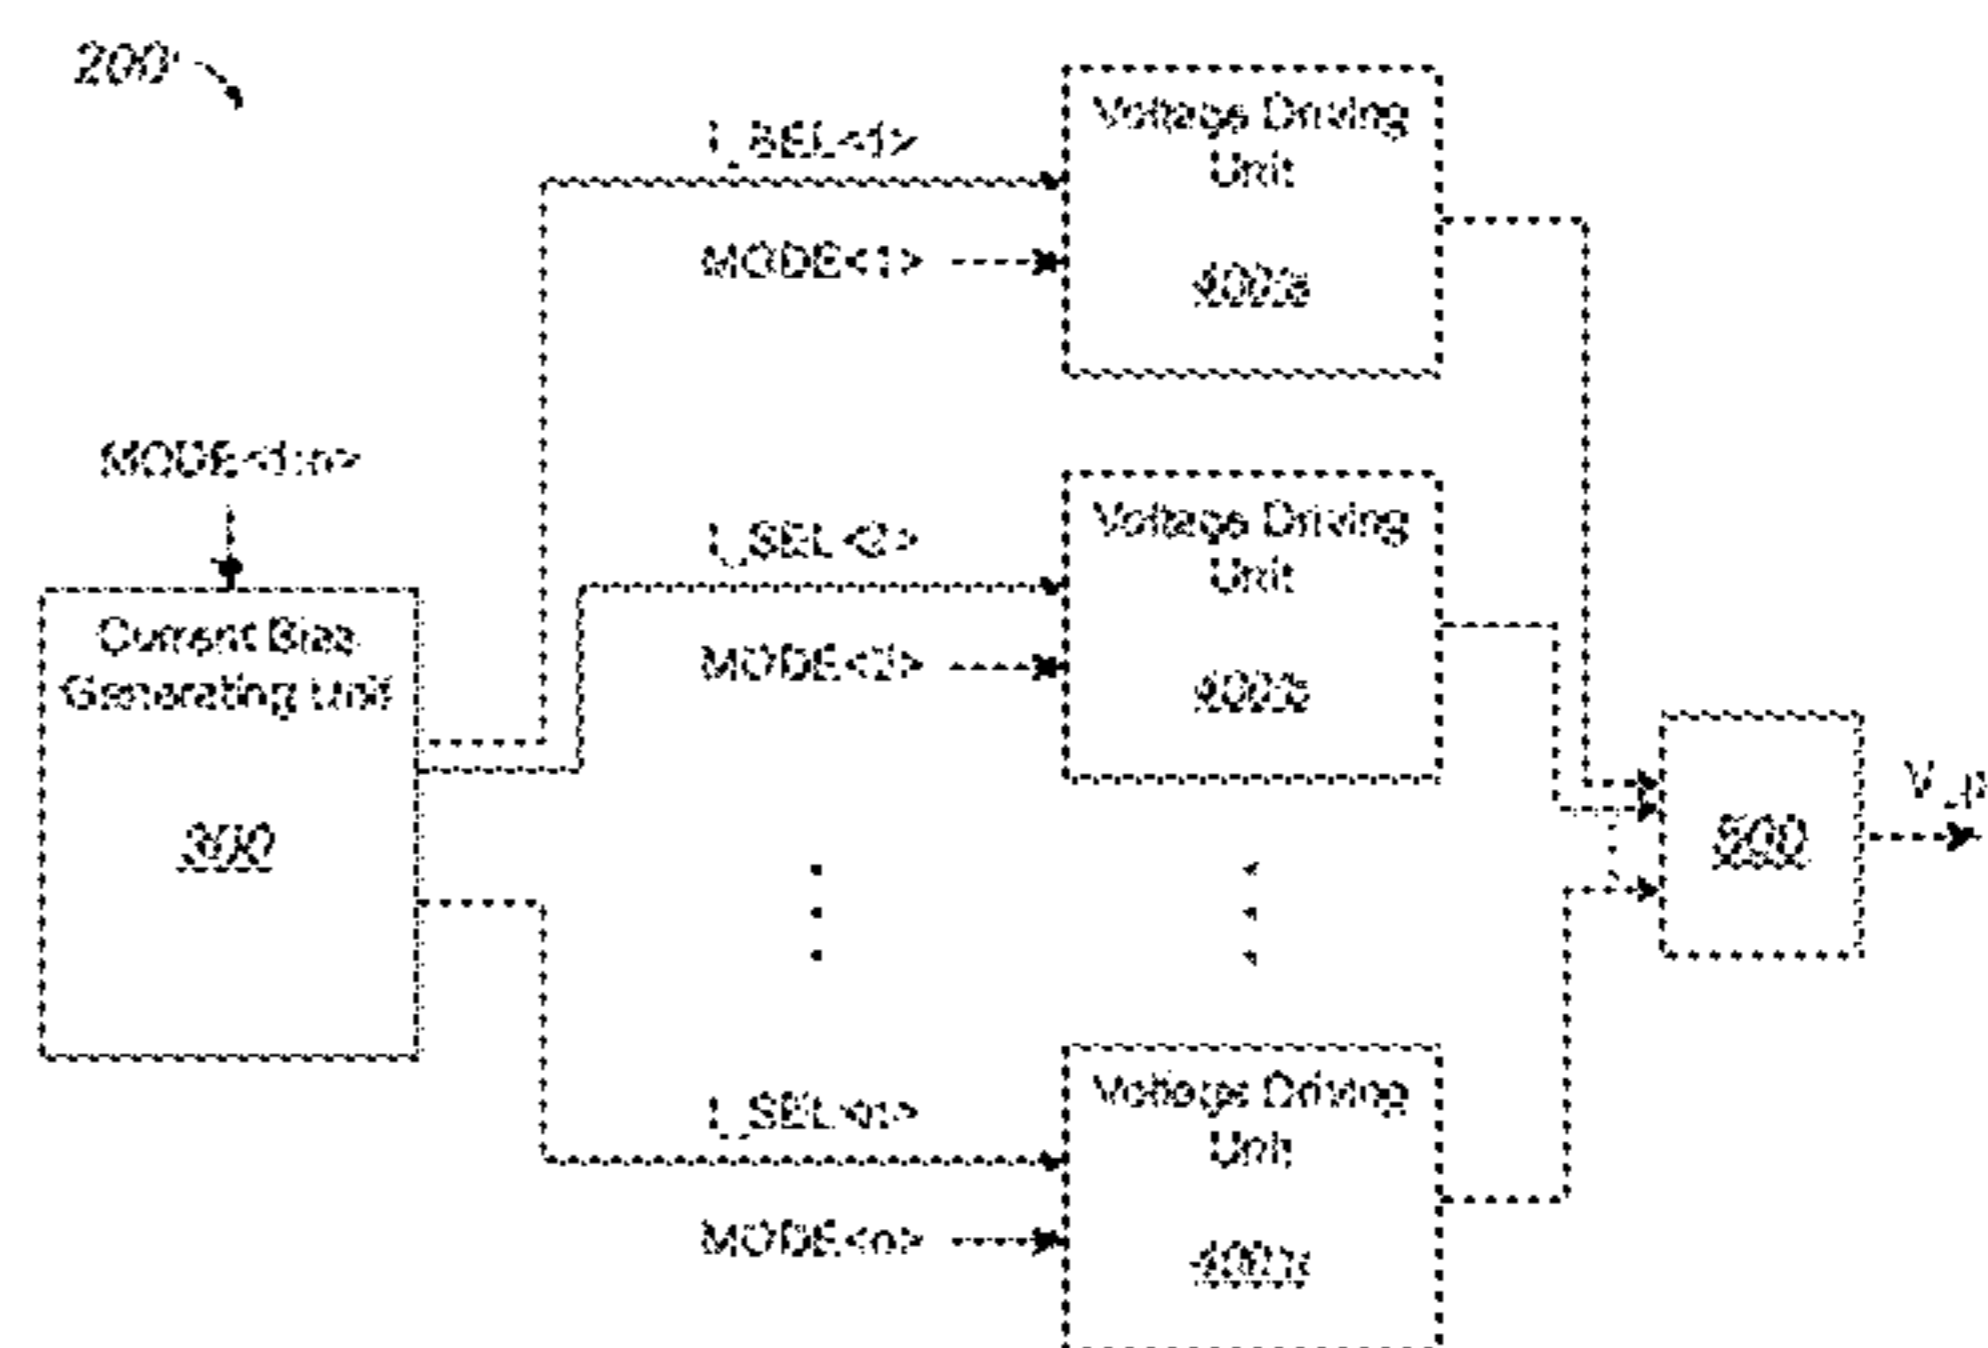 200'
I_SEL<1>
MODE<1>
Voltage Driving
Unit
400a
MODE<1:n>
Current Bias
Generating Unit
300
I_SEL<2>
MODE<2>
Voltage Driving
Unit
400b
500
I_SEL<n>
MODE<n>
Voltage Driving
Unit